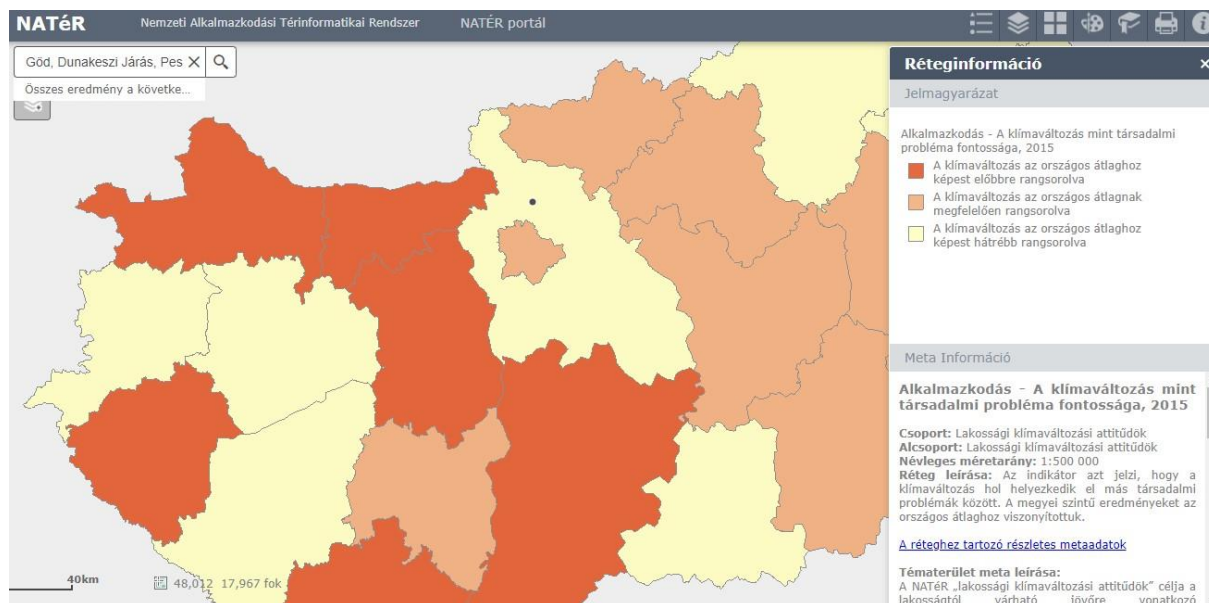 NATéR Nemzeti Alkalmazkodási Térinformatikai Rendszer NATÉR portál
Göd, Dunakeszi Járás, Pes
Összes eredmény a követke...
40km
48,012 17,967 fok
Réteginformáció
Jelmagyarázat
Alkalmazkodás - A klímaváltozás mint társadalmi
probléma fontossága, 2015
A klímaváltozás az országos átlaghoz
képest előbbre rangsorolva
A klímaváltozás az országos átlagnak
megfelelően rangsorolva
A klímaváltozás az országos átlaghoz
képest hátrébb rangsorolva
Meta Információ
Alkalmazkodás - A klímaváltozás mint
társadalmi probléma fontossága, 2015
Csoport: Lakossági klímaváltozási attitűdök
Alcsoport: Lakossági klímaváltozási attitűdök
Névleges méretarány: 1:500 000
Réteg leírása: Az indikátor azt jelzi, hogy a
klímaváltozás hol helyezkedik el más társadalmi
problémák között. A megyei szintű eredményeket az
országos átlaghoz viszonyítottuk.
A réteghez tartozó részletes metaadatok
Tématerület meta leírása:
A NATéR „lakossági klímaváltozási attitűdök" célja a
lakosságtól várható jövőre vonatkozó